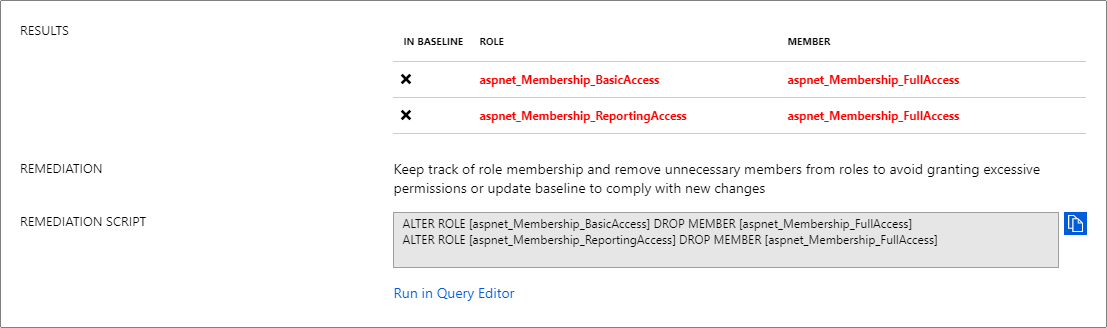 RESULTS
IN BASELINE ROLE MEMBER
aspnet_Membership_BasicAccess aspnet_Membership_FullAccess
aspnet_Membership_ReportingAccess aspnet_Membership_FullAccess
REMEDIATION
Keep track of role membership and remove unnecessary members from roles to avoid granting excessive
permissions or update baseline to comply with new changes
REMEDIATION SCRIPT
ALTER ROLE [aspnet_Membership_BasicAccess] DROP MEMBER [aspnet_Membership_FullAccess]
ALTER ROLE [aspnet_Membership_ReportingAccess] DROP MEMBER [aspnet_Membership_FullAccess]
Run in Query Editor